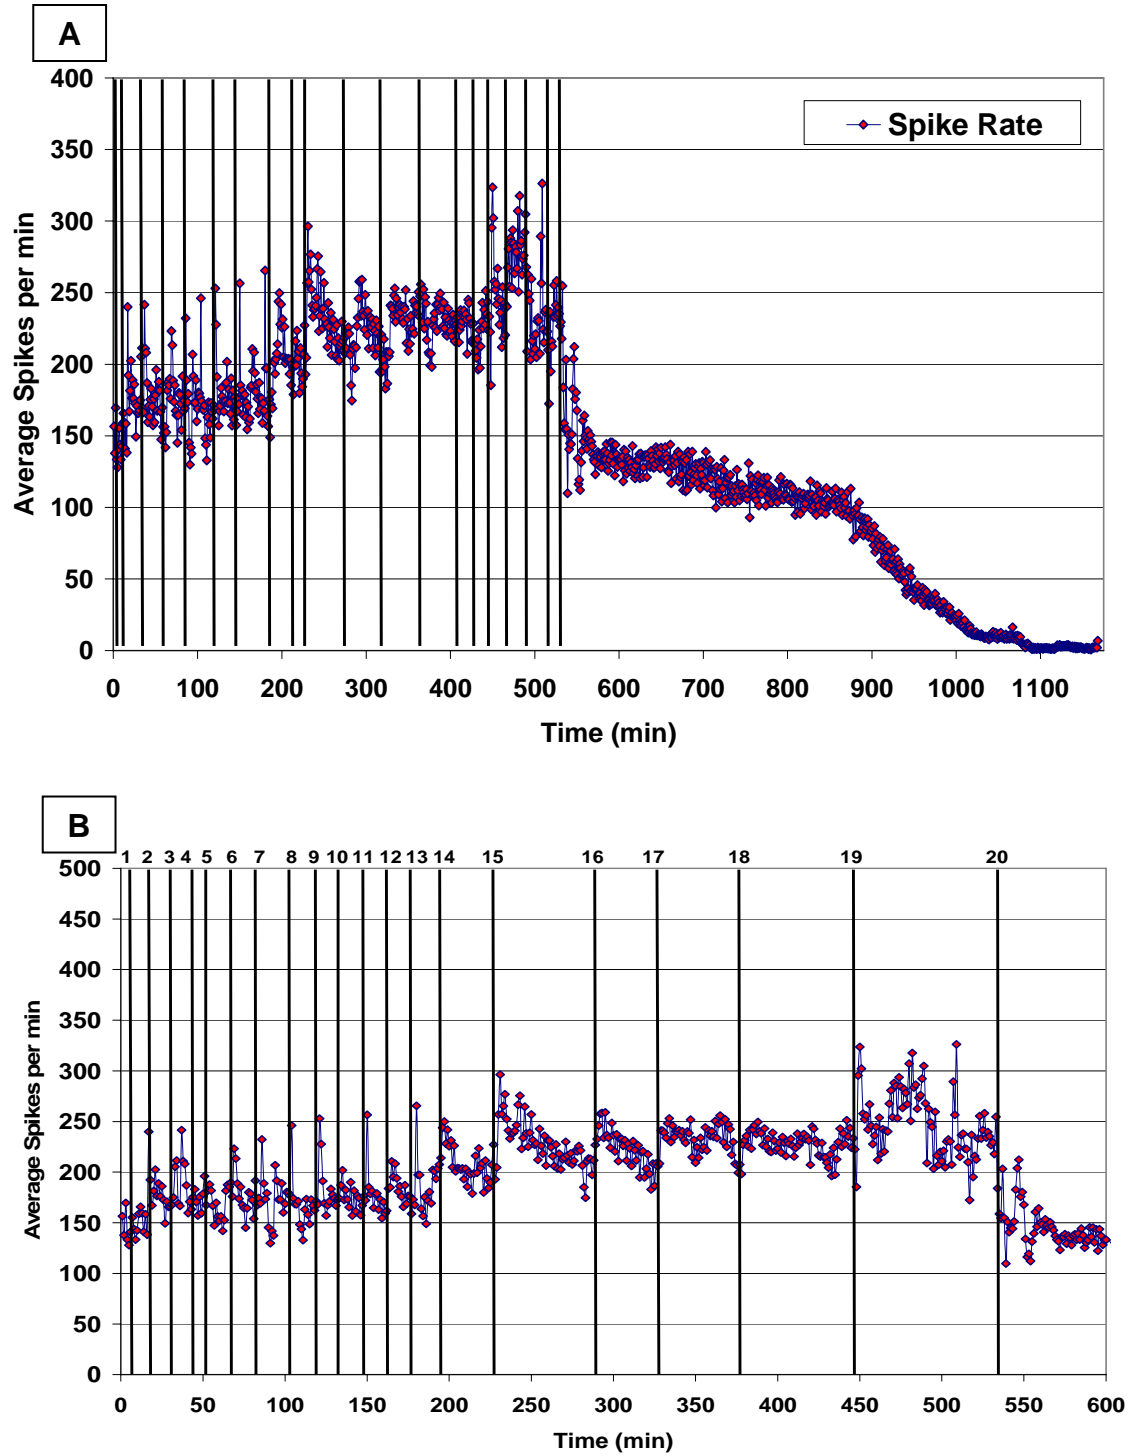 A
400
350
300
250
200
150
100
50
0
Average Spikes per min
Spike Rate
0 100 200 300 400 500 600 700 800 900 1000 1100
Time (min)
B
1 2 3 4 5 6 7 8 9 10 11 12 13 14 15 16 17 18 19 20
500
450
400
350
300
250
200
150
100
50
0
Average Spikes per min
0 50 100 150 200 250 300 350 400 450 500 550 600
Time (min)